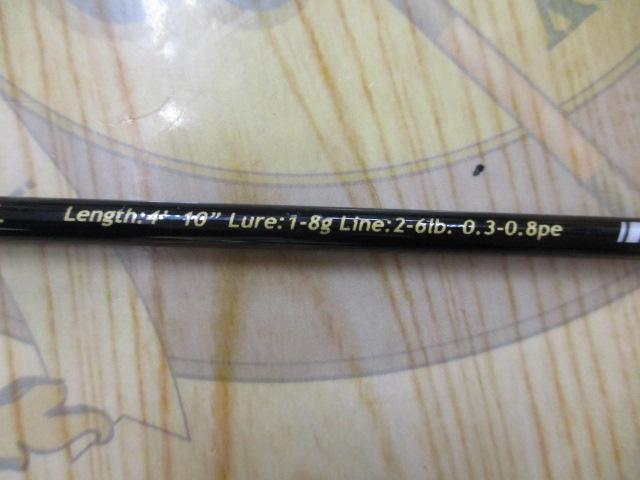 Length:4' 10” Lure:1-8g Line:2-6lb. 0.3-0.8pe